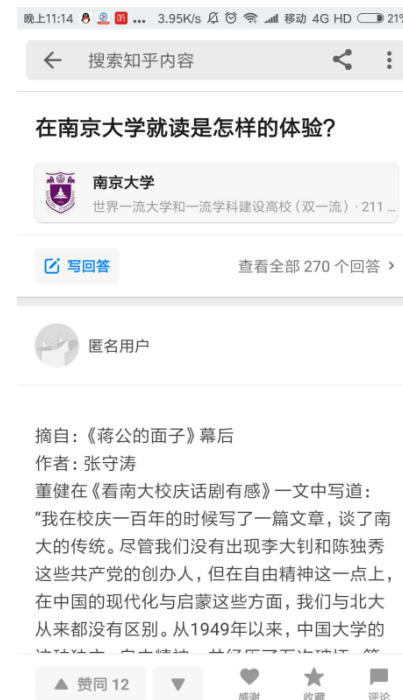 晚上11:14 ... 3.95K/s 移动 4G HD 21%
搜索知乎内容
在南京大学就读是怎样的体验?
南京大学
世界一流大学和一流学科建设高校(双一流)·211 ...
写回答
查看全部 270 个回答 >
匿名用户
摘自:《蒋公的面子》幕后
作者:张守涛
董健在《看南大校庆话剧有感》一文中写道:
“我在校庆一百年的时候写了一篇文章,谈了南
大的传统。尽管我们没有出现李大钊和陈独秀
这些共产党的创办人,但在自由精神这一点上,
在中国的现代化与启蒙这些方面,我们与北大
从来都没有区别。从1949年以来,中国大学的
赞同 12
感谢
收藏
评论